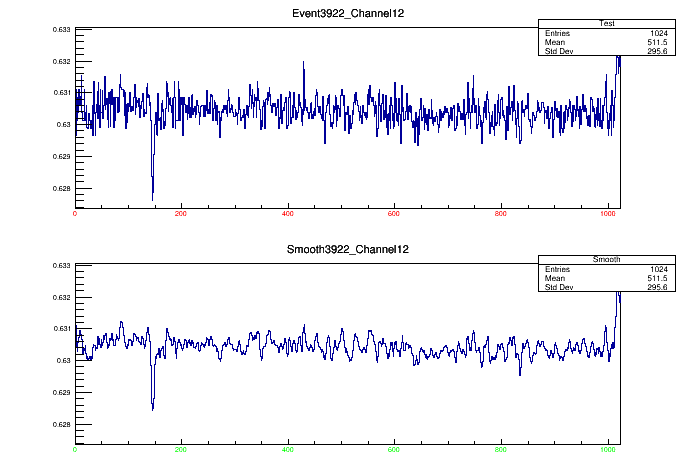 Event3922_Channel12
Test
Entries 1024
Mean 511.5
Std Dev 295.6
0.633
0.632
0.631
0.63
0.629
0.628
0 200 400 600 800 1000
Smooth3922_Channel12
Smooth
Entries 1024
Mean 511.5
Std Dev 295.6
0.633
0.632
0.631
0.63
0.629
0.628
0 200 400 600 800 1000